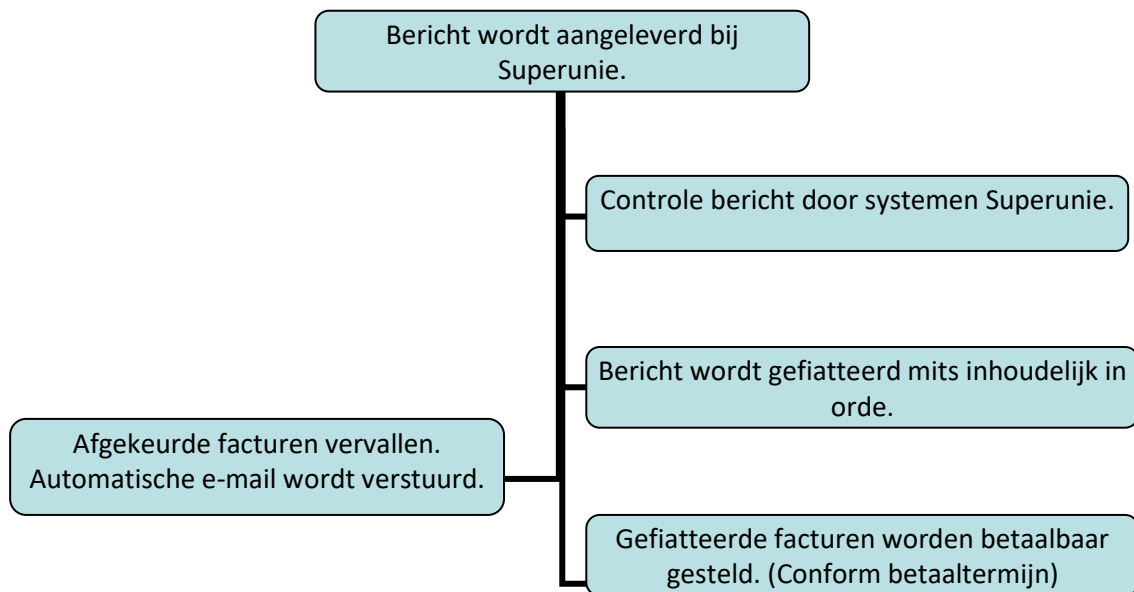 Bericht wordt aangeleverd bij
Superunie.
Controle bericht door systemen Superunie.
Bericht wordt gefiatteerd mits inhoudelijk in
orde.
Afgekeurde facturen vervallen.
Automatische e-mail wordt verstuurd.
Gefiatteerde facturen worden betaalbaar
gesteld. (Conform betaaltermijn)